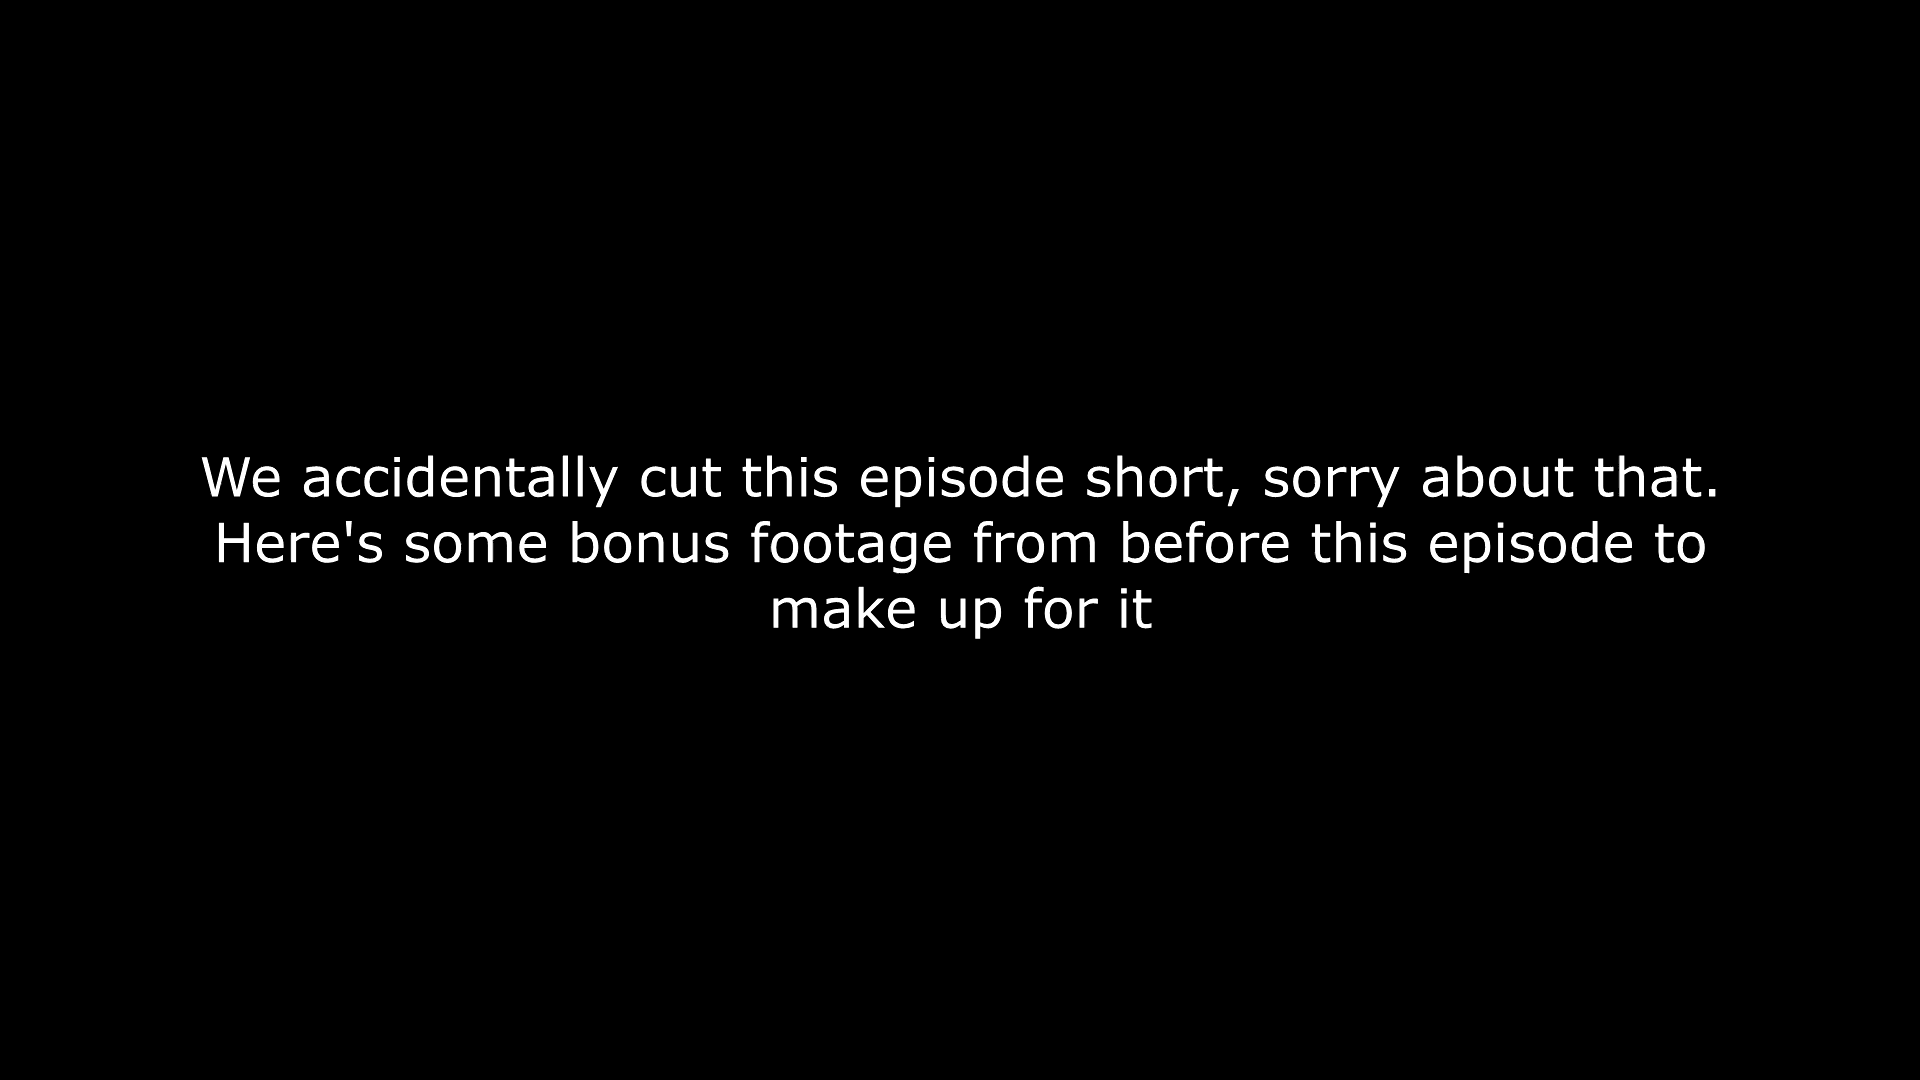 We accidentally cut this episode short, sorry about that.
Here's some bonus footage from before this episode to
make up for it